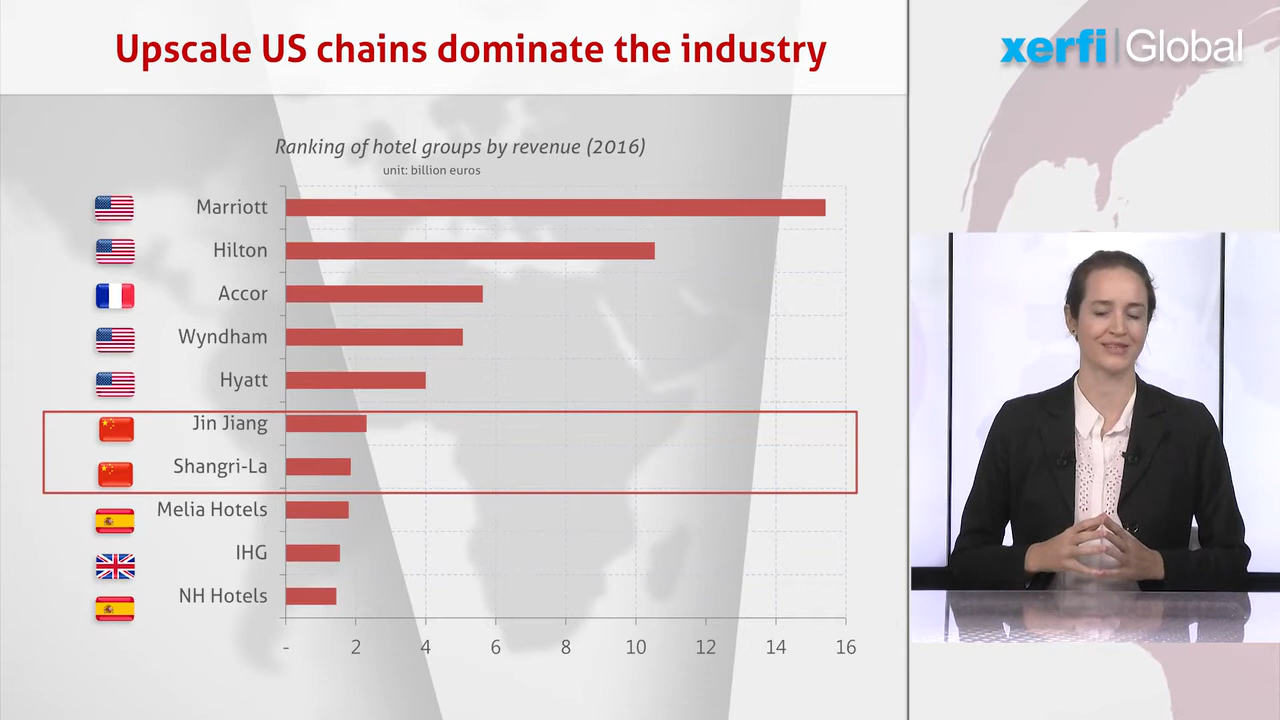 Upscale US chains dominate the industry
xerfi Global
Ranking of hotel groups by revenue (2016)
unit: billion euros
Marriott
Hilton
Accor
Wyndham
Hyatt
Jin Jiang
Shangri-La
Melia Hotels
IHG
NH Hotels
- 2 4 6 8 10 12 14 16